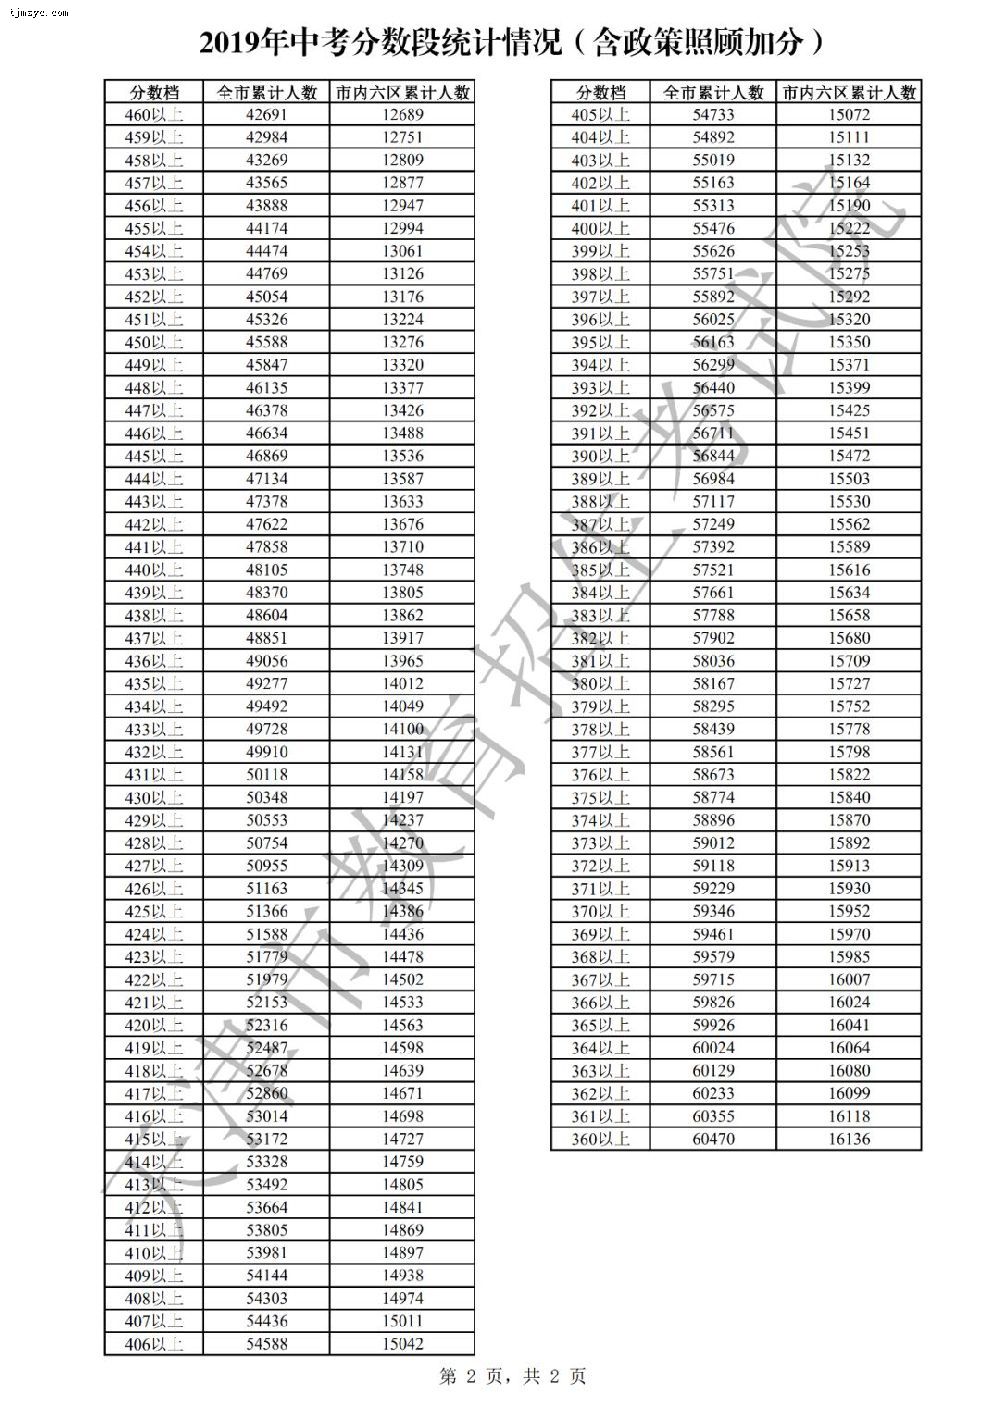 tjmzyc.com
2019年中考分数段统计情况（含政策照顾加分）
分数档 全市累计人数 市内六区累计人数
460以上 42691 12689
459以上 42984 12751
458以上 43269 12809
457以上 43565 12877
456以上 43888 12947
455以上 44174 12994
454以上 44474 13061
453以上 44769 13126
452以上 45054 13176
451以上 45326 13224
450以上 45588 13276
449以上 45847 13320
448以上 46135 13377
447以上 46378 13426
446以上 46634 13488
445以上 46869 13536
444以上 47134 13587
443以上 47378 13633
442以上 47622 13676
441以上 47858 13710
440以上 48105 13748
439以上 48370 13805
438以上 48604 13862
437以上 48851 13917
436以上 49056 13965
435以上 49277 14012
434以上 49492 14049
433以上 49728 14100
432以上 49910 14131
431以上 50118 14158
430以上 50348 14197
429以上 50553 14237
428以上 50754 14270
427以上 50955 14309
426以上 51163 14345
425以上 51366 14386
424以上 51588 14436
423以上 51779 14478
422以上 51979 14502
421以上 52153 14533
420以上 52316 14563
419以上 52487 14598
418以上 52678 14639
417以上 52860 14671
416以上 53014 14698
415以上 53172 14727
414以上 53328 14759
413以上 53492 14805
412以上 53664 14841
411以上 53805 14869
410以上 53981 14897
409以上 54144 14938
408以上 54303 14974
407以上 54436 15011
406以上 54588 15042
分数档 全市累计人数 市内六区累计人数
405以上 54733 15072
404以上 54892 15111
403以上 55019 15132
402以上 55163 15164
401以上 55313 15190
400以上 55476 15222
399以上 55626 15253
398以上 55751 15275
397以上 55892 15292
396以上 56025 15320
395以上 56163 15350
394以上 56299 15371
393以上 56440 15399
392以上 56575 15425
391以上 56711 15451
390以上 56844 15472
389以上 56984 15503
388以上 57117 15530
387以上 57249 15562
386以上 57392 15589
385以上 57521 15616
384以上 57661 15634
383以上 57788 15658
382以上 57902 15680
381以上 58036 15709
380以上 58167 15727
379以上 58295 15752
378以上 58439 15778
377以上 58561 15798
376以上 58673 15822
375以上 58774 15840
374以上 58896 15870
373以上 59012 15892
372以上 59118 15913
371以上 59229 15930
370以上 59346 15952
369以上 59461 15970
368以上 59579 15985
367以上 59715 16007
366以上 59826 16024
365以上 59926 16041
364以上 60024 16064
363以上 60129 16080
362以上 60233 16099
361以上 60355 16118
360以上 60470 16136
天津市教育招生考试院
第 2 页，共 2 页